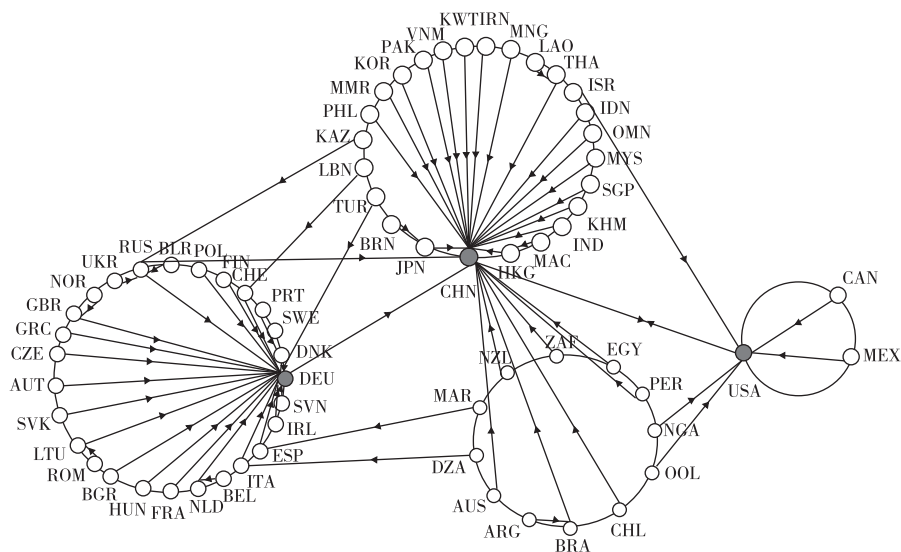 KWT IRN
VNM
MNG
PAK
LAO
KOR
THA
MMR
ISR
PHL
IDN
KAZ
OMN
LBN
MYS
TUR
SGP
BRN
KHM
JPN
IND
MAC
HKG
CHN
RUS
BLR
POL
UKR
FIN
NOR
CHE
GBR
PRT
GRC
SWE
CZE
DNK
AUT
DEU
SVK
SVN
LTU
IRL
ROM
ESP
BGR
ITA
HUN
BEL
FRA
NLD
CAN
MEX
USA
ZAF
NZL
EGY
MAR
PER
NGA
DZA
OOL
AUS
CHL
ARG
BRA